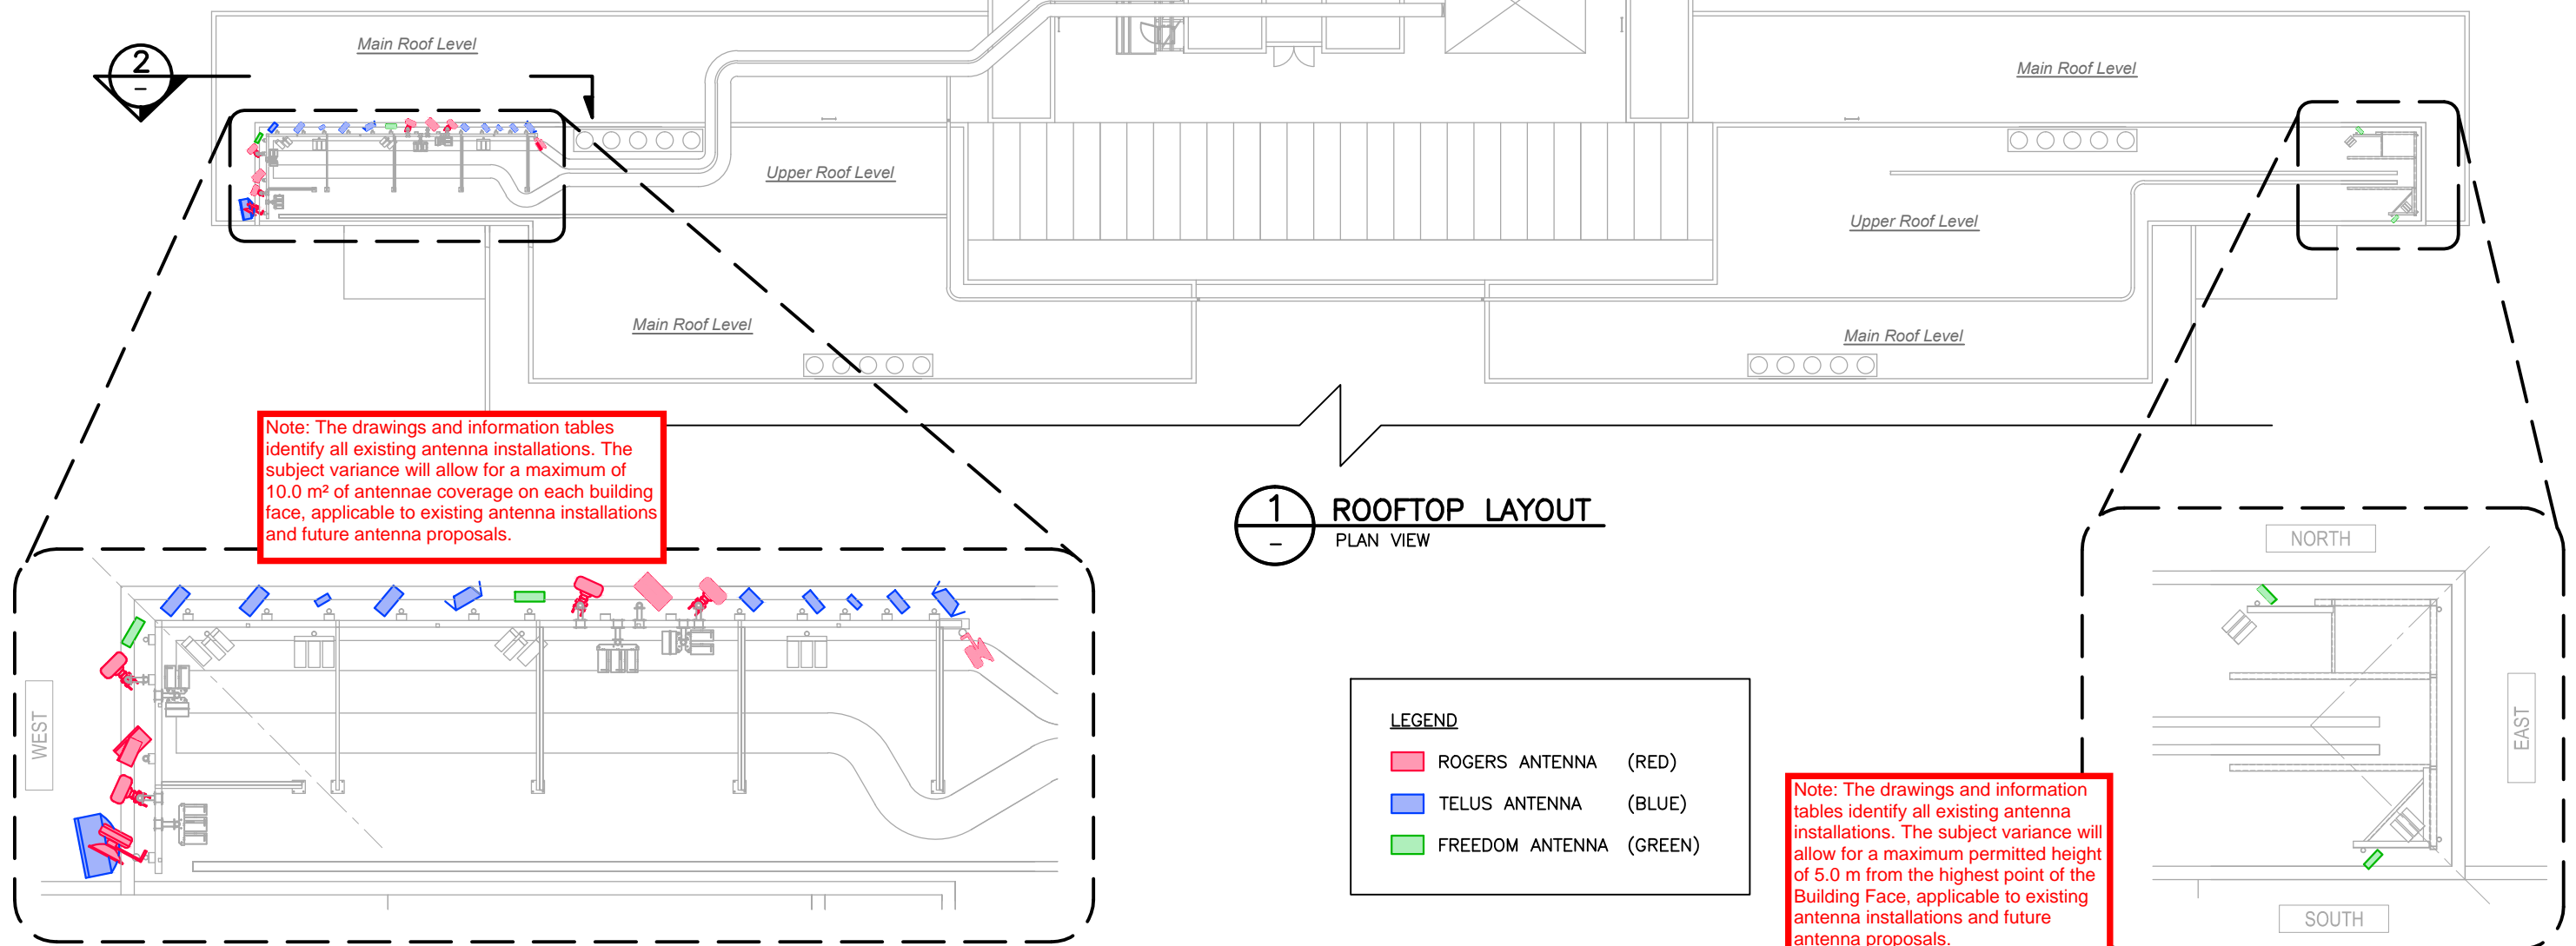 Main Roof Level
2
-
Main Roof Level
Upper Roof Level
Upper Roof Level
Main Roof Level
Main Roof Level
Note: The drawings and information tables
identify all existing antenna installations. The
subject variance will allow for a maximum of
10.0 m² of antennae coverage on each building
face, applicable to existing antenna installations
and future antenna proposals.
1
-
ROOFTOP LAYOUT
PLAN VIEW
NORTH
WEST
EAST
SOUTH
LEGEND
ROGERS ANTENNA (RED)
TELUS ANTENNA (BLUE)
FREEDOM ANTENNA (GREEN)
Note: The drawings and information
tables identify all existing antenna
installations. The subject variance will
allow for a maximum permitted height
of 5.0 m from the highest point of the
Building Face, applicable to existing
antenna installations and future
antenna proposals.